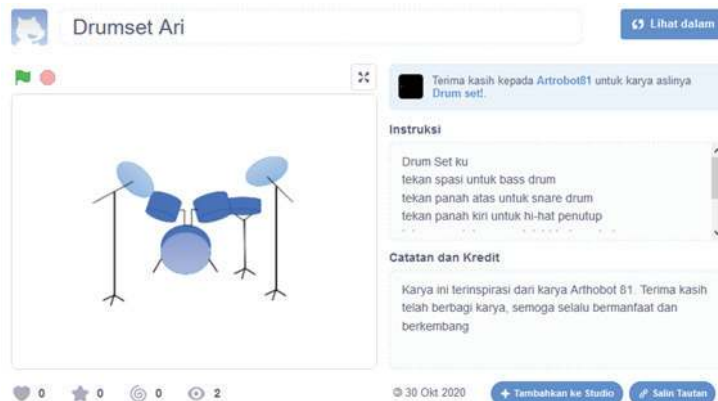 Drumset Ari
Lihat dalam
Terima kasih kepada Artrobot81 untuk karya aslinya
Drum set!.
Instruksi
Drum Set ku
tekan spasi untuk bass drum
tekan panah atas untuk snare drum
tekan panah kiri untuk hi-hat penutup
Catatan dan Kredit
Karya ini terinspirasi dari karya Arthobot 81. Terima kasih
telah berbagi karya, semoga selalu bermanfaat dan
berkembang
0 0 0 2
© 30 Okt 2020
Tambahkan ke Studio
Salin Tautan